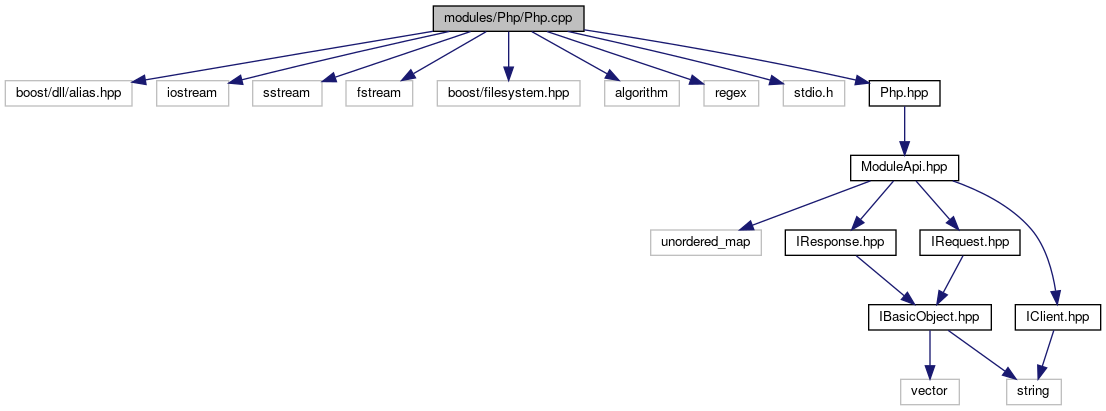 modules/Php/Php.cpp
boost/dll/alias.hpp
iostream
sstream
fstream
boost/filesystem.hpp
algorithm
regex
stdio.h
Php.hpp
ModuleApi.hpp
unordered_map
IResponse.hpp
IRequest.hpp
IBasicObject.hpp
IClient.hpp
vector
string